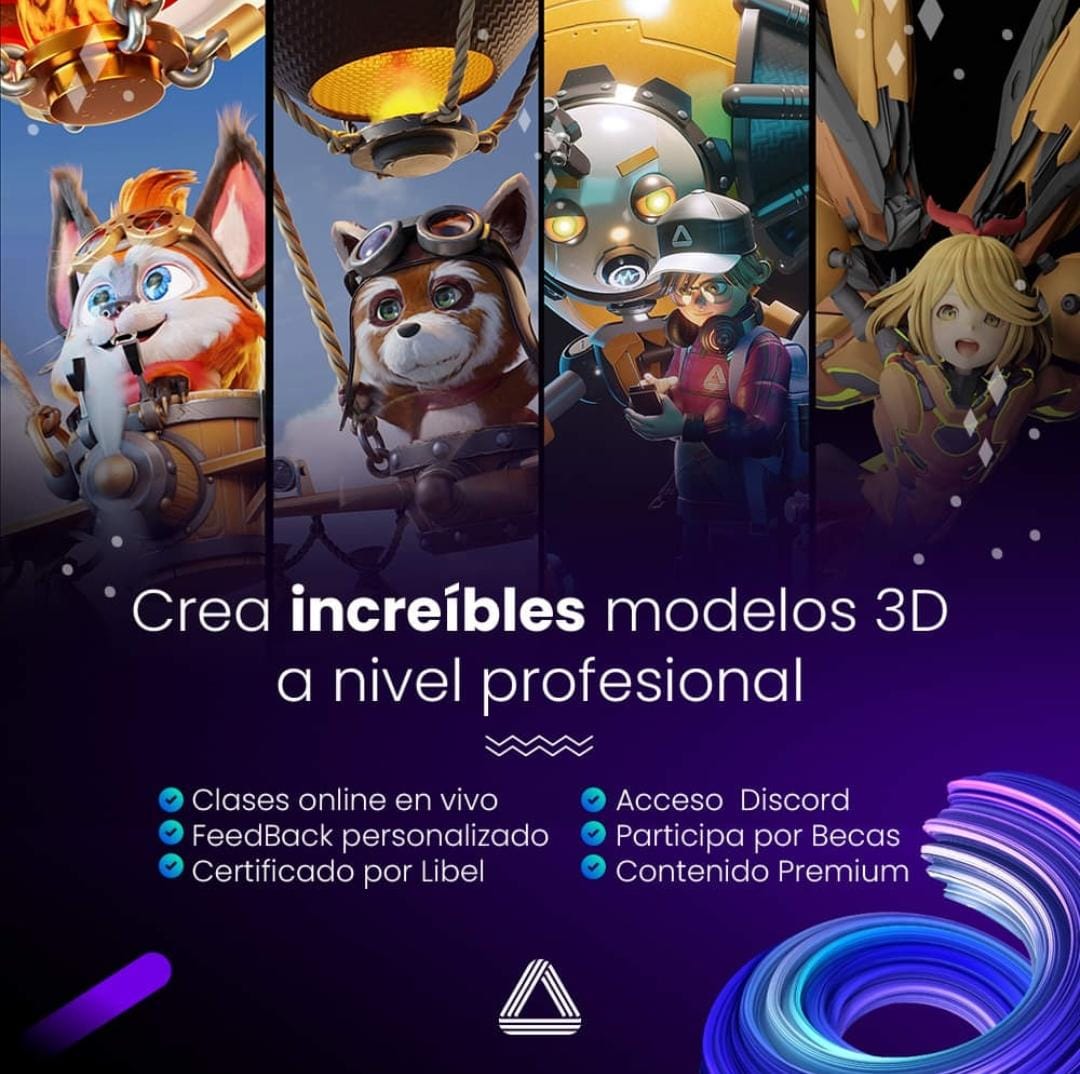 Crea increíbles modelos 3D
a nivel profesional
Clases online en vivo
FeedBack personalizado
Certificado por Libel
Acceso Discord
Participa por Becas
Contenido Premium